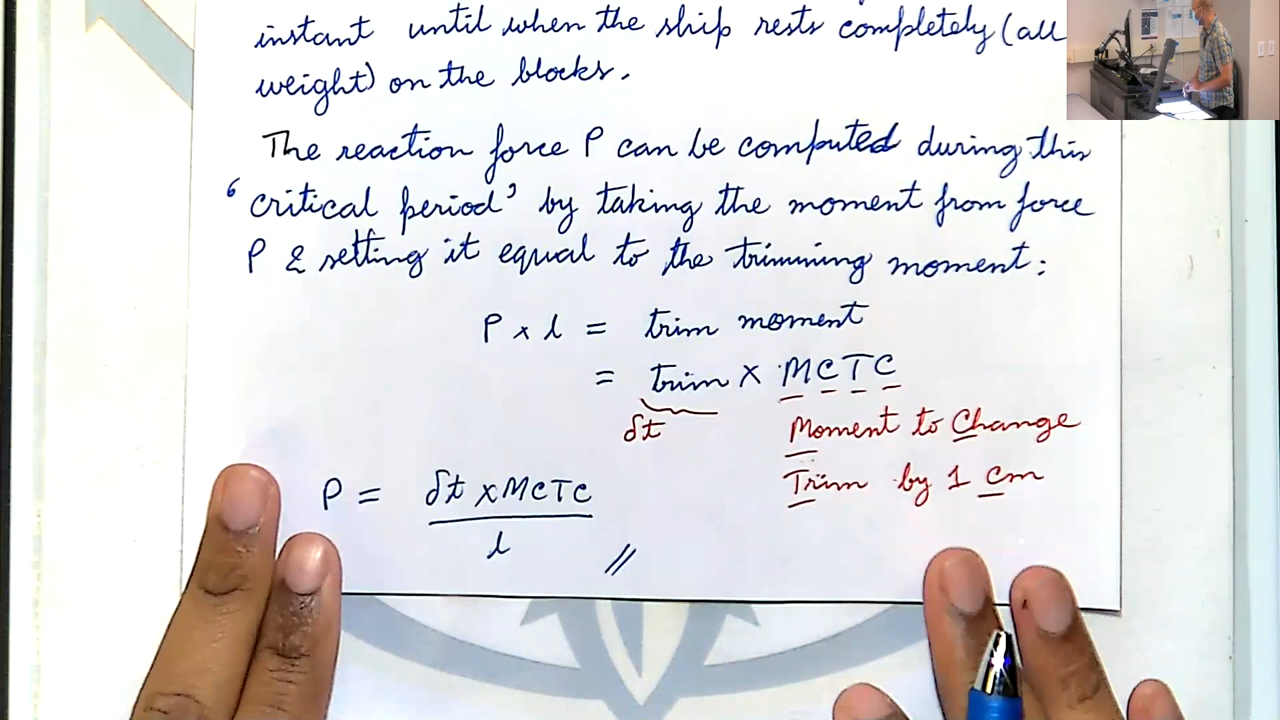 instant until when the ship rests completely (all
weight) on the blocks.
The reaction force P can be computed during this
'critical period' by taking the moment from force
P & setting it equal to the trimming moment:
P x l = trim moment
= trim x MCTC
δt
Moment to Change
Trim by 1 cm
P = δt x MCTC / l //